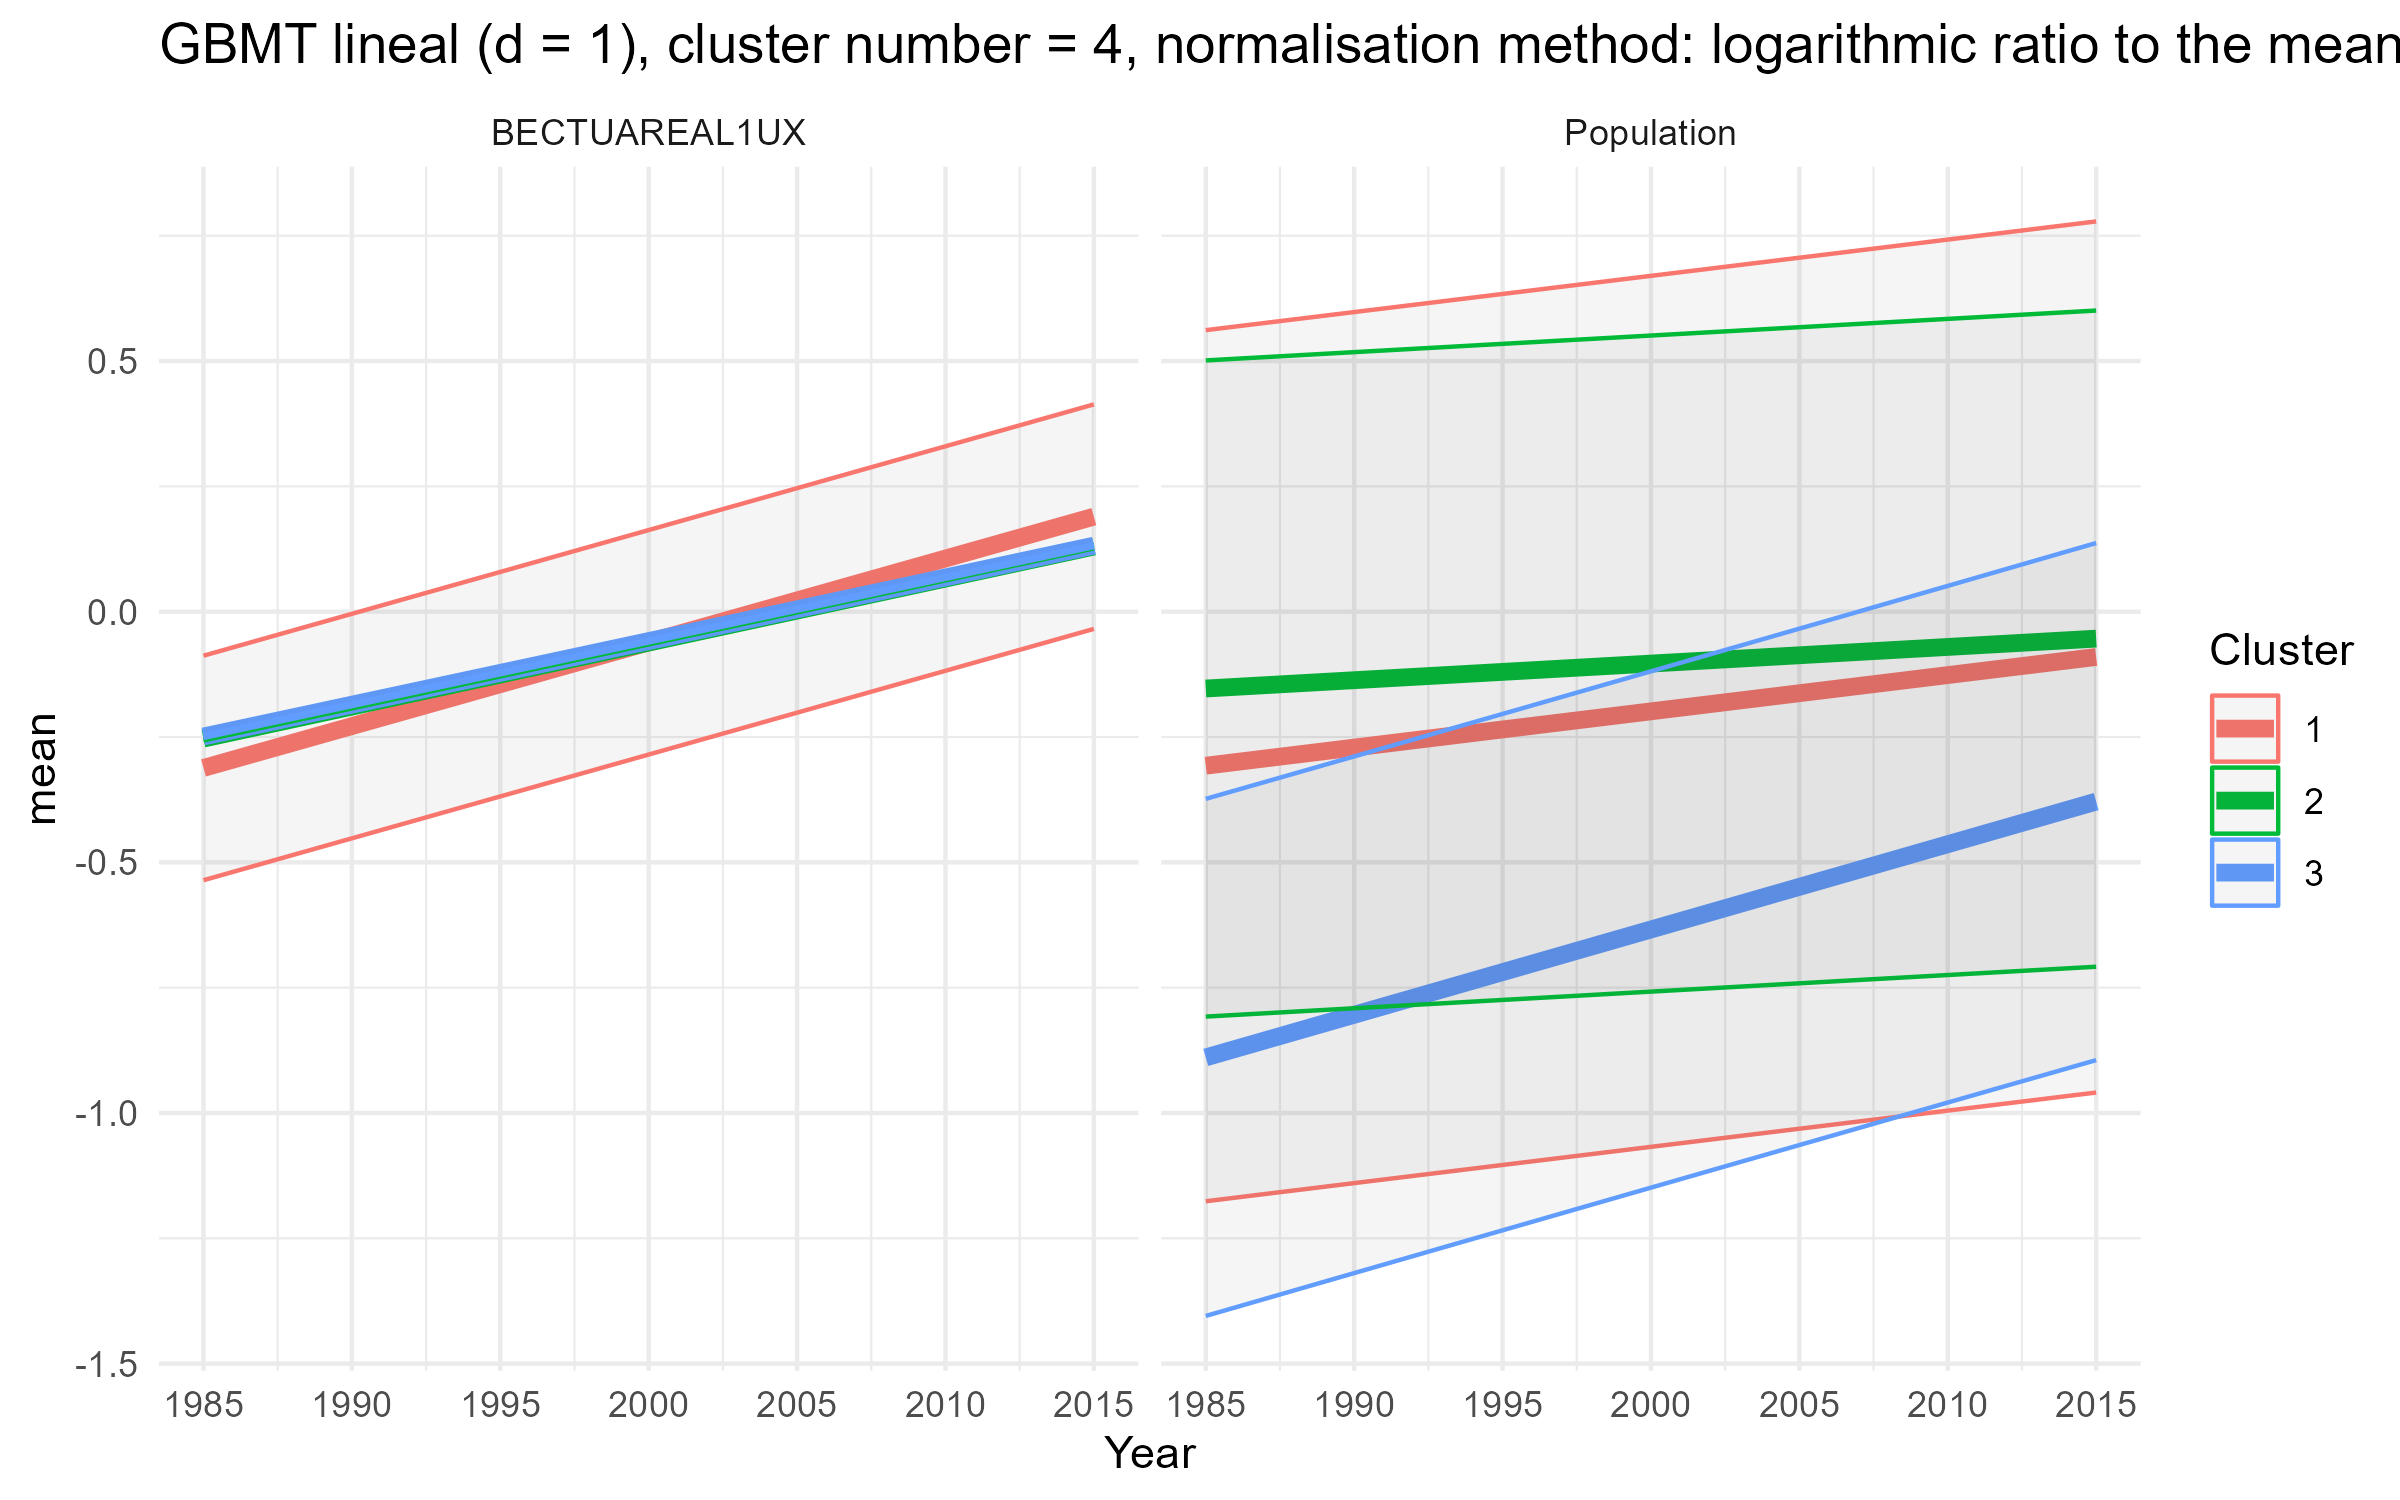 GBMT lineal (d = 1), cluster number = 4, normalisation method: logarithmic ratio to the mean
BECTUAREAL1UX
Population
mean
0.5
0.0
-0.5
-1.0
-1.5
1985 1990 1995 2000 2005 2010 2015
1985 1990 1995 2000 2005 2010 2015
Year
Cluster
1
2
3